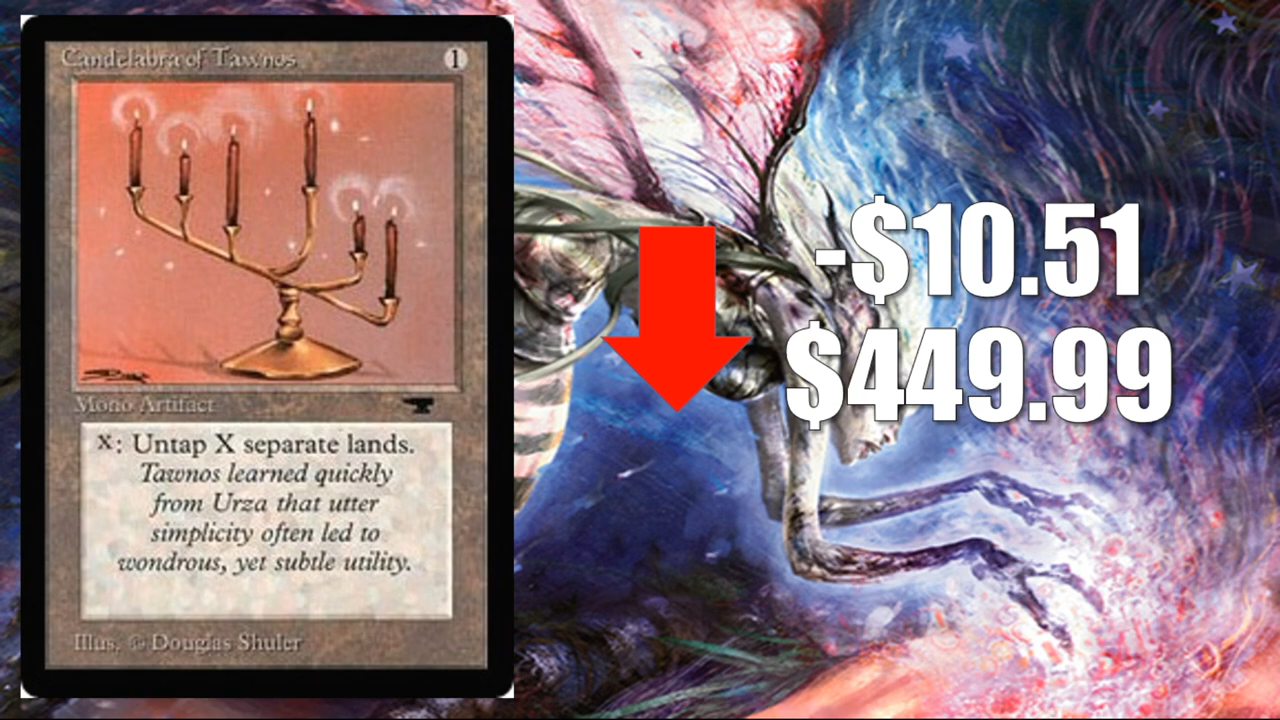 Candelabra of Tawnos 1
Mono Artifact
X: Untap X separate lands.
Tawnos learned quickly
from Urza that utter
simplicity often led to
wondrous, yet subtle utility.
Illus. © Douglas Shuler
-$10.51
$449.99